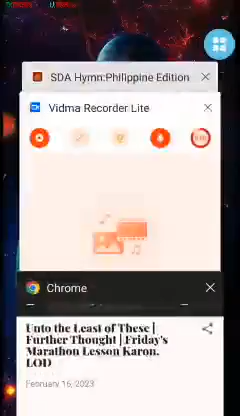 SDA Hymn:Philippine Edition
Vidma Recorder Lite
Chrome
Unto the Least of These |
Further Thought | Friday's
Marathon Lesson Karon.
LOD
February 16, 2023